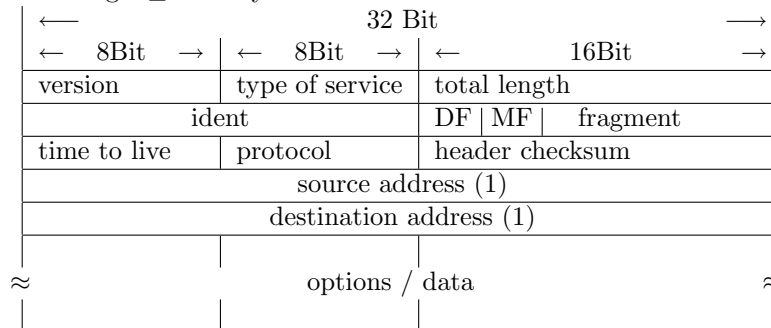 ← 32 Bit →
← 8Bit → ← 8Bit → ← 16Bit →
version type of service total length
ident DF | MF | fragment
time to live protocol header checksum
source address (1)
destination address (1)
≈ options / data ≈